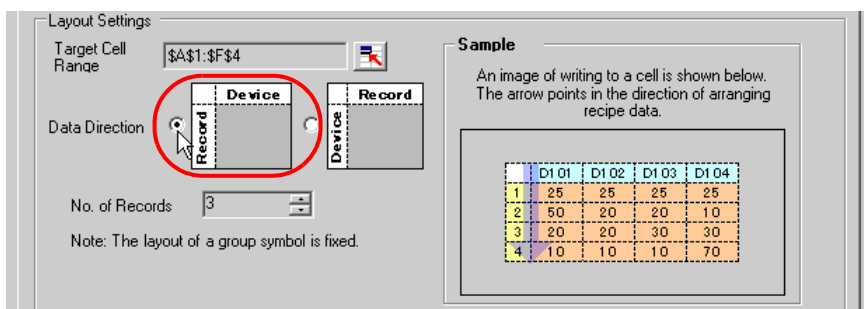 Layout Settings
Target Cell
Range
$A$1:$F$4
Data Direction
Device
Record
Record
Device
No. of Records
3
Note: The layout of a group symbol is fixed.
Sample
An image of writing to a cell is shown below.
The arrow points in the direction of arranging
recipe data.
D101 D102 D103 D104
1 25 25 25 25
2 50 20 20 10
3 20 20 30 30
4 10 10 10 70